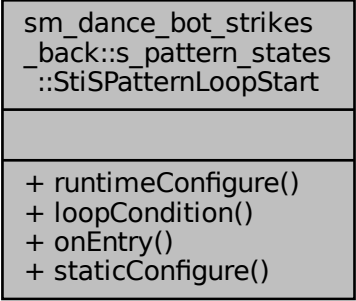 sm_dance_bot_strikes
_back::s_pattern_states
::StiSPatternLoopStart
+ runtimeConfigure()
+ loopCondition()
+ onEntry()
+ staticConfigure()